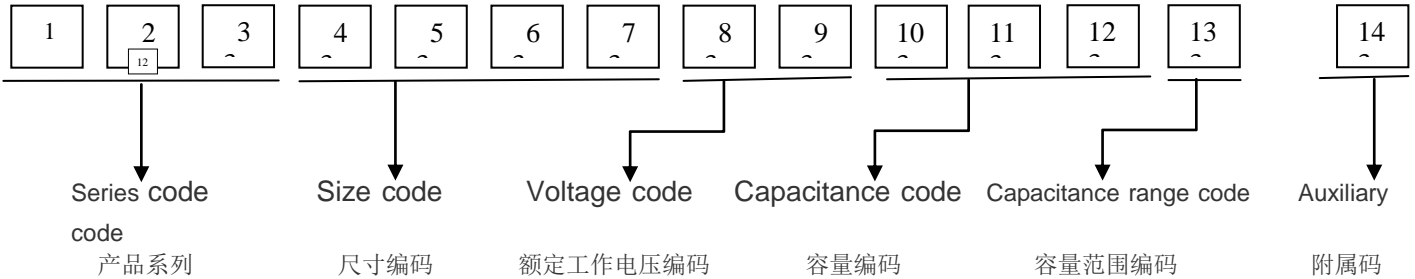 1 2 3 4 5 6 7 8 9 10 11 12 13 14
12
Series code Size code Voltage code Capacitance code Capacitance range code Auxiliary
code
产品系列 尺寸编码 额定工作电压编码 容量编码 容量范围编码 附属码